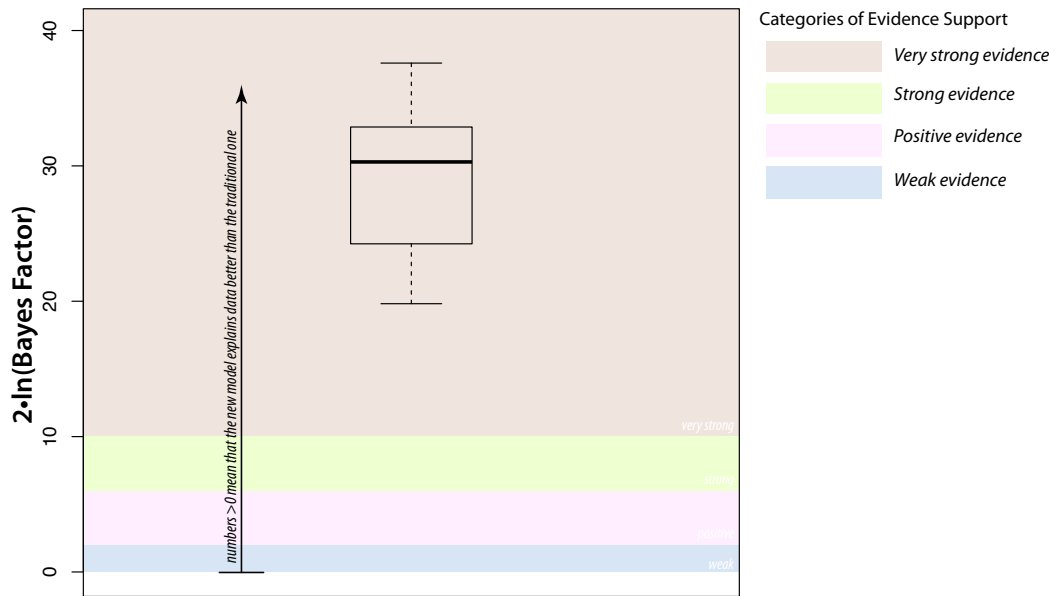 Categories of Evidence Support
Very strong evidence
Strong evidence
Positive evidence
Weak evidence
2•ln(Bayes Factor)
40
30
20
10
0
numbers >0 mean that the new model explains data better than the traditional one
very strong
strong
positive
weak